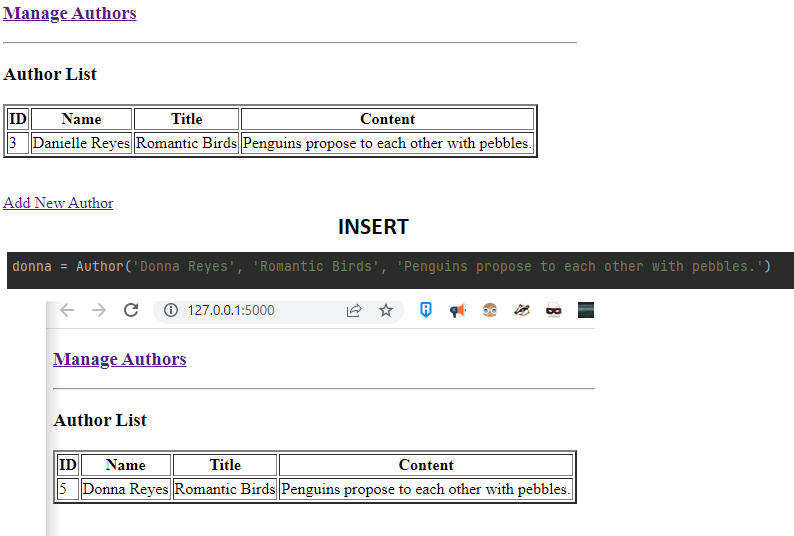 Manage Authors
Author List
ID Name Title Content
3 Danielle Reyes Romantic Birds Penguins propose to each other with pebbles.
Add New Author
INSERT
donna = Author('Donna Reyes', 'Romantic Birds', 'Penguins propose to each other with pebbles.')
127.0.0.1:5000
Manage Authors
Author List
ID Name Title Content
5 Donna Reyes Romantic Birds Penguins propose to each other with pebbles.